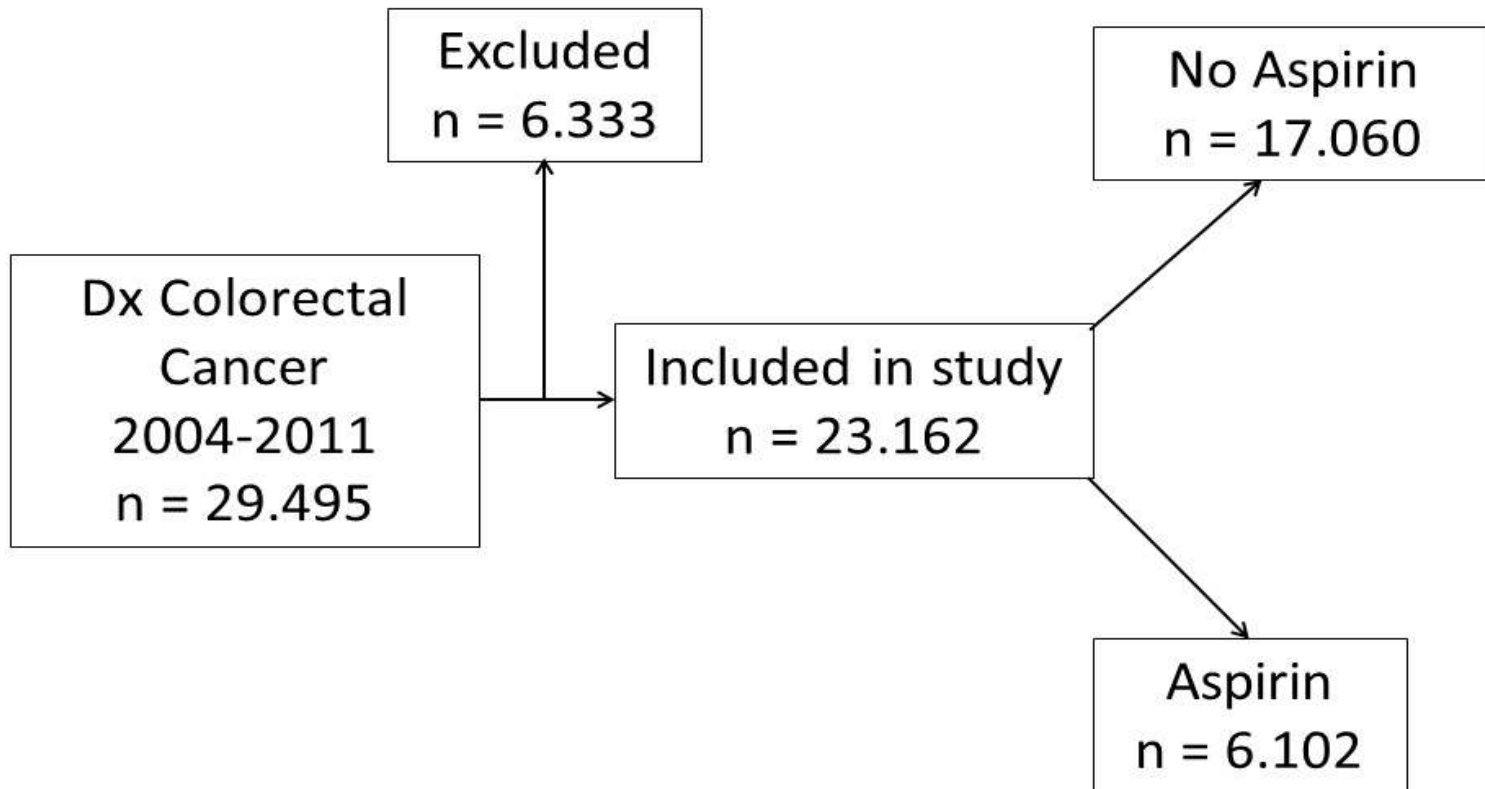 Excluded
n = 6.333
No Aspirin
n = 17.060
Dx Colorectal
Cancer
2004-2011
n = 29.495
Included in study
n = 23.162
Aspirin
n = 6.102